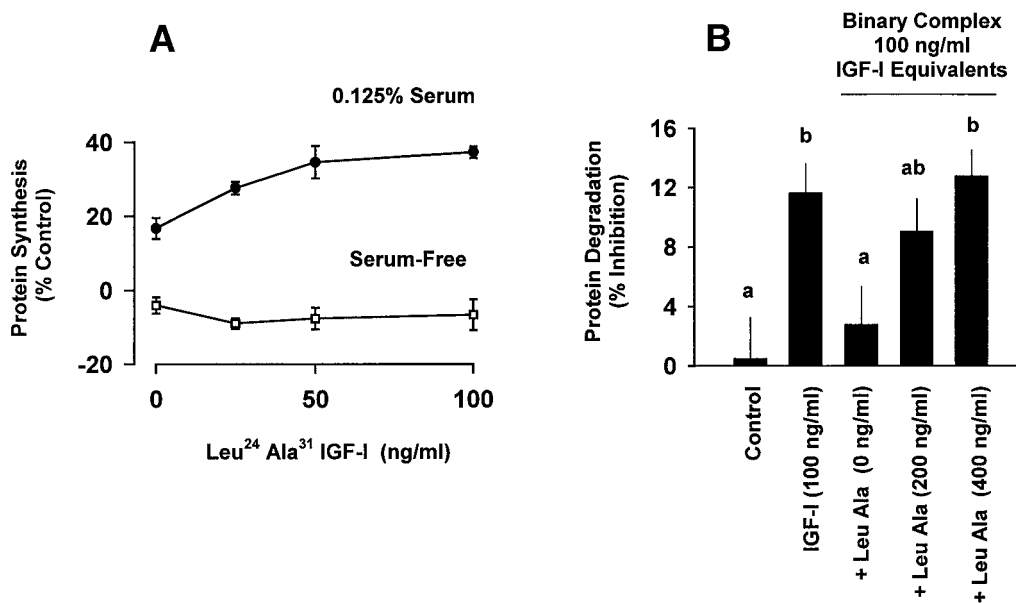 A
0.125% Serum
Protein Synthesis
(% Control)
40
20
0
-20
Serum-Free
0
50
100
Leu24 Ala31 IGF-I (ng/ml)
B
Binary Complex
100 ng/ml
IGF-I Equivalents
Protein Degradation
(% Inhibition)
16
12
8
4
0
a
b
a
ab
b
Control
IGF-I (100 ng/ml)
+ Leu Ala (0 ng/ml)
+ Leu Ala (200 ng/ml)
+ Leu Ala (400 ng/ml)